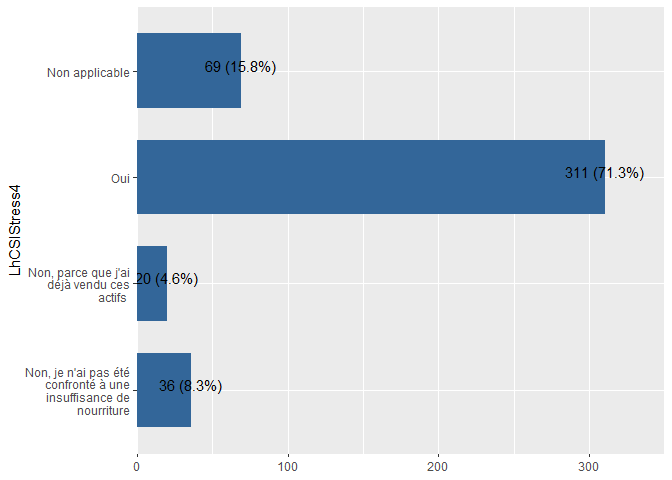 LhCSIStress4
Non applicable
69 (15.8%)
Oui
311 (71.3%)
Non, parce que j'ai
déjà vendu ces
actifs
20 (4.6%)
Non, je n'ai pas été
confronté à une
insuffisance de
nourriture
36 (8.3%)
0
100
200
300